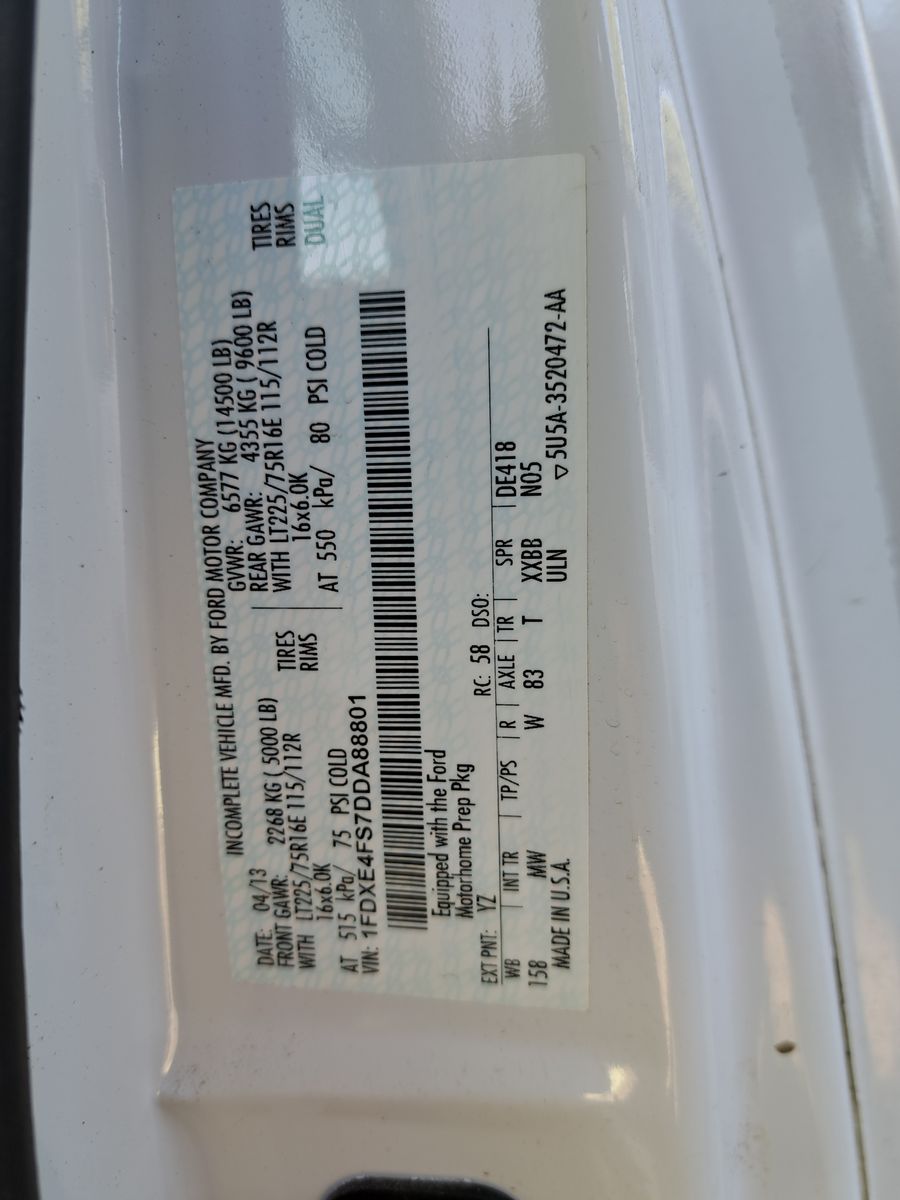 INCOMPLETE VEHICLE MFD. BY FORD MOTOR COMPANY
DATE: 04/13 GVWR: 6577 KG (14500 LB)
FRONT GAWR: 2268 KG ( 5000 LB) REAR GAWR: 4355 KG ( 9600 LB)
WITH LT225/75R16E 115/112R TIRES WITH LT225/75R16E 115/112R TIRES
16x6.0K RIMS 16x6.0K RIMS
AT 515 kPa/ 75 PSI COLD AT 550 kPa/ 80 PSI COLD DUAL
VIN: 1FDXE4FS7DDA88801
Equipped with the Ford
Motorhome Prep Pkg
EXT PNT: YZ RC: 58 DSO:
WB INT TR TP/PS R AXLE TR SPR DE418
158 MW W 83 T XXBB N05
MADE IN U.S.A. ULN ▽5U5A-3520472-AA